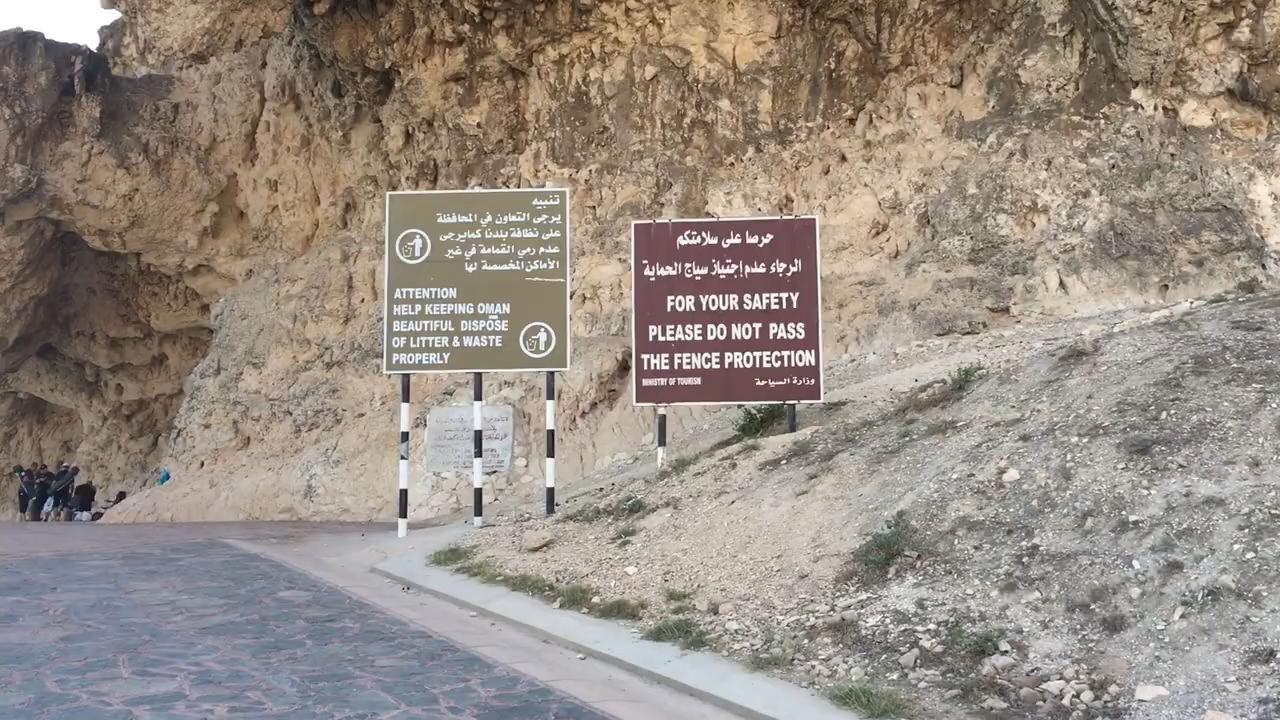 تنبيه
يرجى التعاون في المحافظة
على نظافة بلدنا كمايرجى
عدم رمي القمامة في غير
الأماكن المخصصة لها
ATTENTION
HELP KEEPING OMAN
BEAUTIFUL DISPOSE
OF LITTER & WASTE
PROPERLY
حرصا على سلامتكم
الرجاء عدم إجتياز سياج الحماية
FOR YOUR SAFETY
PLEASE DO NOT PASS
THE FENCE PROTECTION
MINISTRY OF TOURISM وزارة السياحة